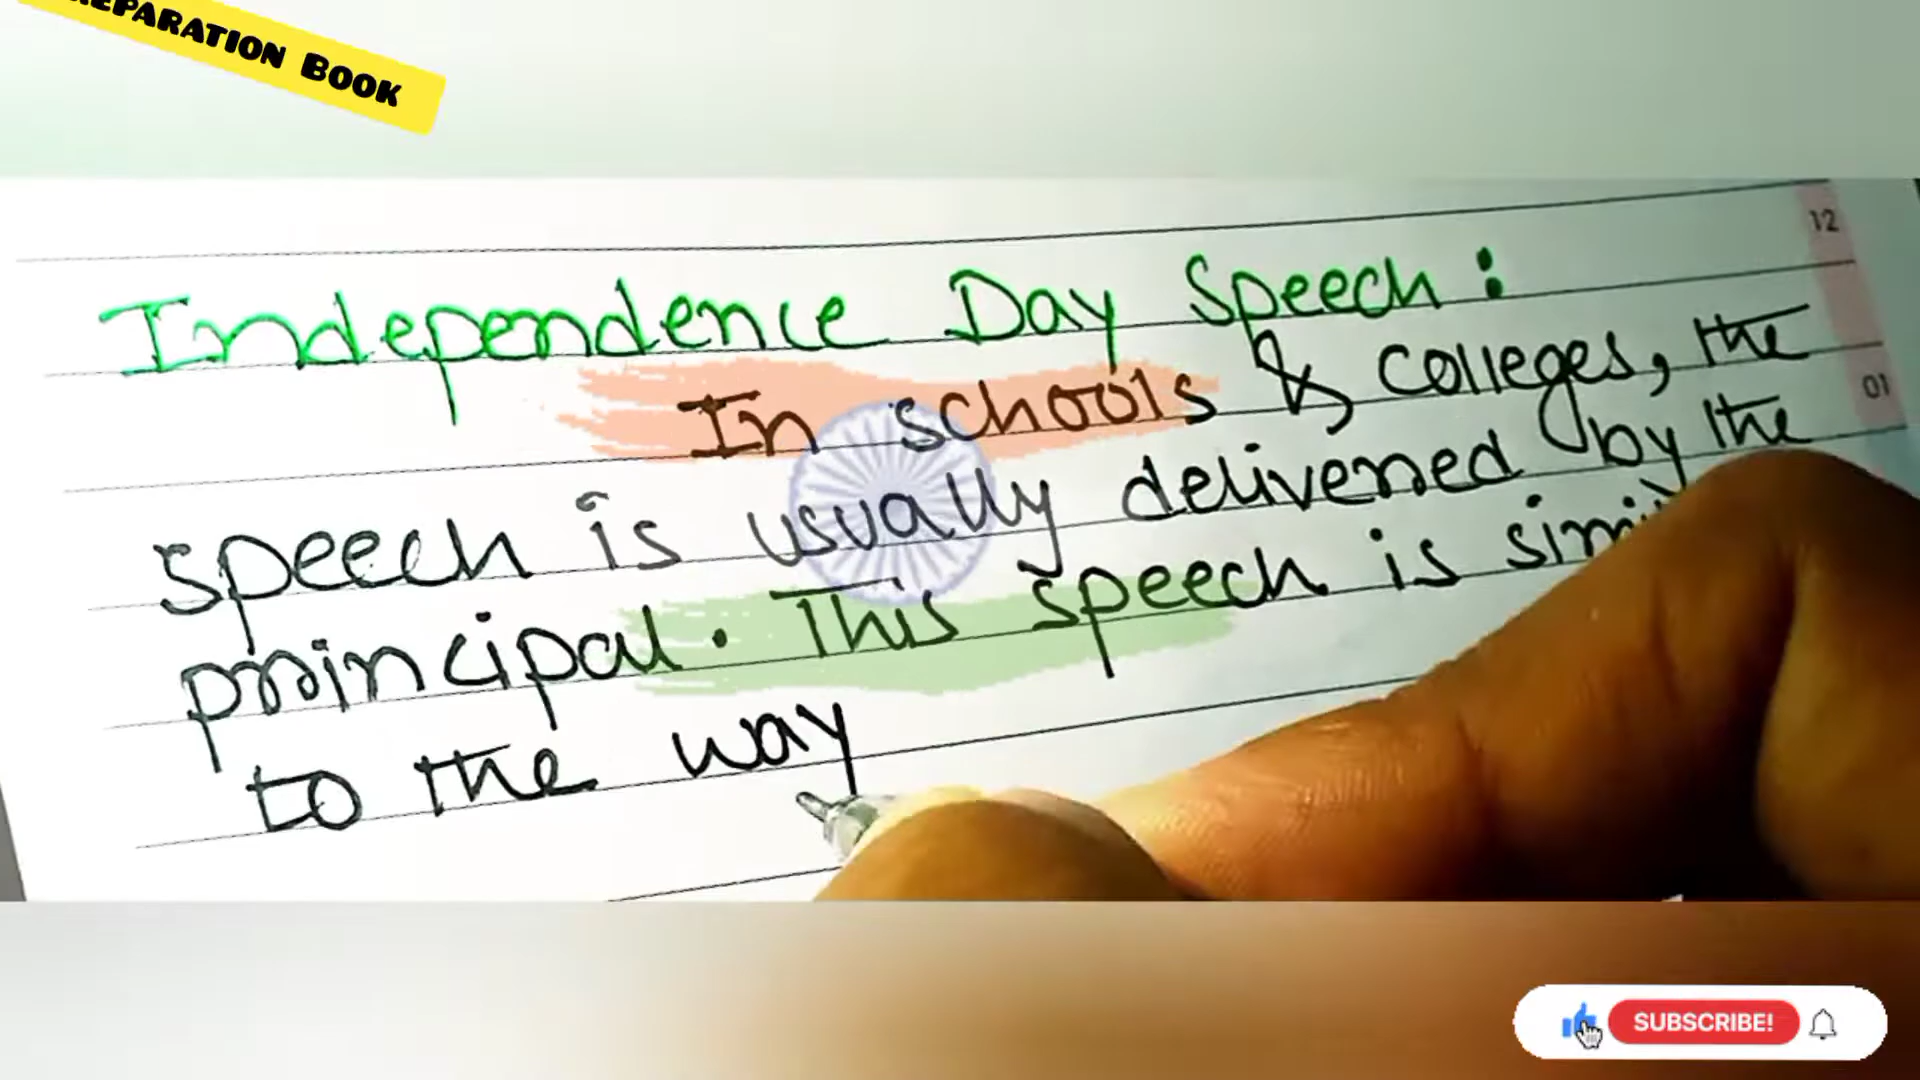 BOOK
Independence Day Speech:
In schools & colleges, the
speech is usually delivered by the
principal. This speech is
to the way
12
01
SUBSCRIBE!